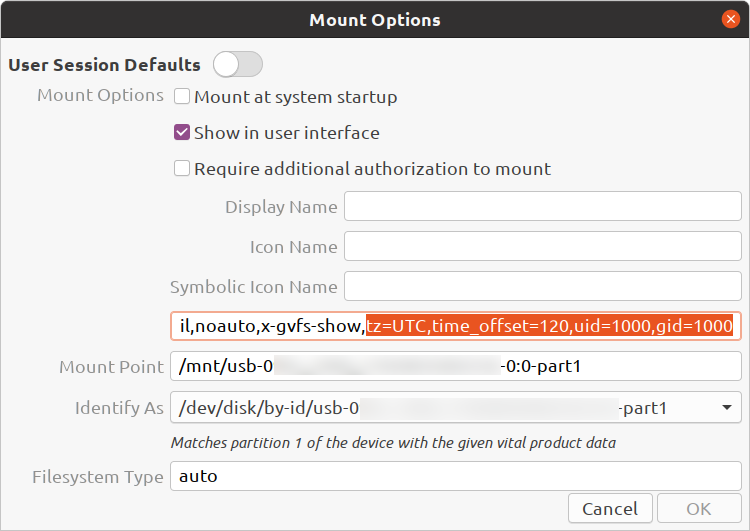 Mount Options
User Session Defaults
Mount Options Mount at system startup
Show in user interface
Require additional authorization to mount
Display Name
Icon Name
Symbolic Icon Name
il,noauto,x-gvfs-show,tz=UTC,time_offset=120,uid=1000,gid=1000
Mount Point /mnt/usb-0 -0:0-part1
Identify As /dev/disk/by-id/usb-0 -part1
Matches partition 1 of the device with the given vital product data
Filesystem Type auto
Cancel OK